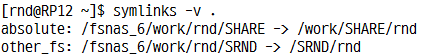 [rnd@RP12 ~]$ symlinks -v .
absolute: /fsnas_6/work/rnd/SHARE -> /work/SHARE/rnd
other_fs: /fsnas_6/work/rnd/SRND -> /SRND/rnd